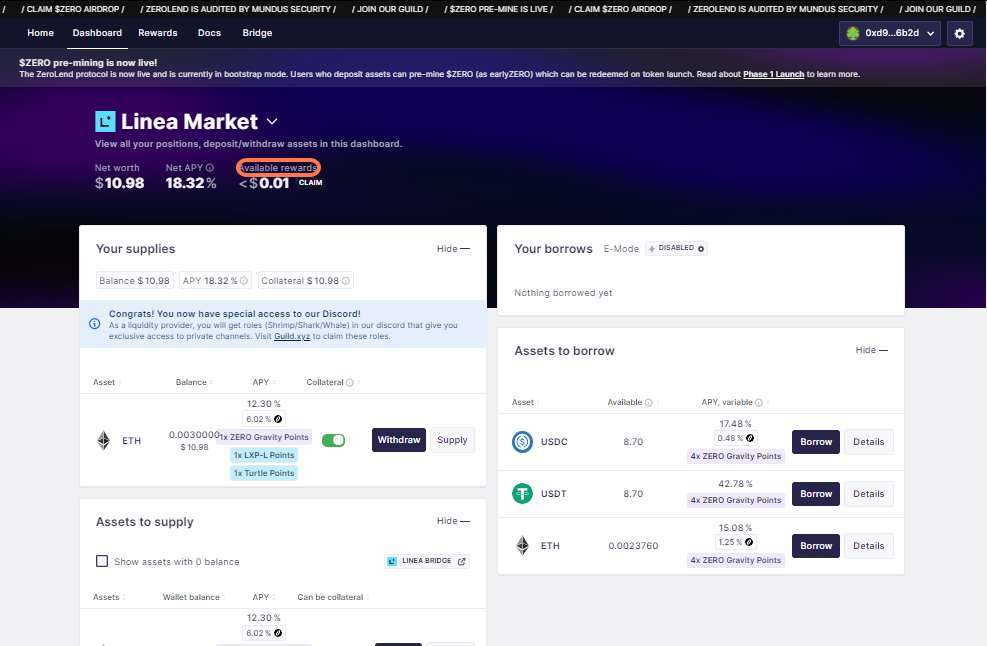 / / CLAIM $ZERO AIRDROP / / ZEROLEND IS AUDITED BY MUNDUS SECURITY / / JOIN OUR GUILD / / $ZERO PRE-MINE IS LIVE / / CLAIM $ZERO AIRDROP / / ZEROLEND IS AUDITED BY MUNDUS SECURITY / / JOIN OUR GUILD /
Home Dashboard Rewards Docs Bridge 0xd9...6b2d
$ZERO pre-mining is now live!
The ZeroLend protocol is now live and is currently in bootstrap mode. Users who deposit assets can pre-mine $ZERO (as earlyZERO) which can be redeemed on token launch. Read about Phase 1 Launch to learn more.
Linea Market
View all your positions, deposit/withdraw assets in this dashboard.
Net worth Net APY Available rewards
$10.98 18.32% <$0.01 CLAIM
Your supplies Hide —
Balance $ 10.98 APY 18.32 % Collateral $ 10.98
Congrats! You now have special access to our Discord!
As a liquidity provider, you will get roles (Shrimp/Shark/Whale) in our discord that give you
exclusive access to private channels. Visit Guild.xyz to claim these roles.
Asset Balance APY Collateral
12.30 %
6.02 %
ETH 0.0030000 1x ZERO Gravity Points Withdraw Supply
$ 10.98
1x LXP-L Points
1x Turtle Points
Assets to supply Hide —
Show assets with 0 balance LINEA BRIDGE
Assets Wallet balance APY Can be collateral
12.30 %
6.02 %
Your borrows E-Mode DISABLED
Nothing borrowed yet
Assets to borrow Hide —
Asset Available APY, variable
17.48 %
USDC 8.70 0.48 % Borrow Details
4x ZERO Gravity Points
42.78 %
USDT 8.70 Borrow Details
4x ZERO Gravity Points
15.08 %
ETH 0.0023760 1.25 % Borrow Details
4x ZERO Gravity Points